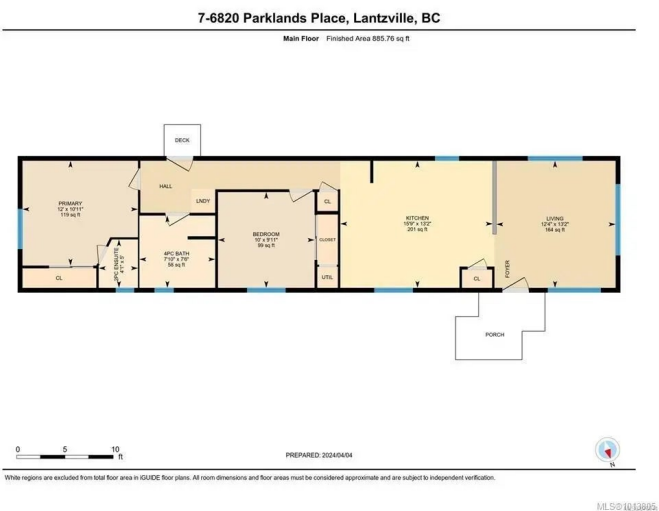 7-6820 Parklands Place, Lantzville, BC
Main Floor Finished Area 885.76 sq ft
DECK
HALL
LNDY
PRIMARY
12' x 10'11"
119 sq ft
CL
2PC ENSUITE
4'1" x 5'
4PC BATH
7'10" x 7'6"
56 sq ft
BEDROOM
10' x 9'11"
99 sq ft
CL
CLOSET
UTIL
KITCHEN
15'9" x 13'2"
201 sq ft
CL
FOYER
LIVING
12'4" x 13'2"
164 sq ft
PORCH
0 5 10
ft
PREPARED: 2024/04/04
N
White regions are excluded from total floor area in iGUIDE floor plans. All room dimensions and floor areas must be considered approximate and are subject to independent verification.